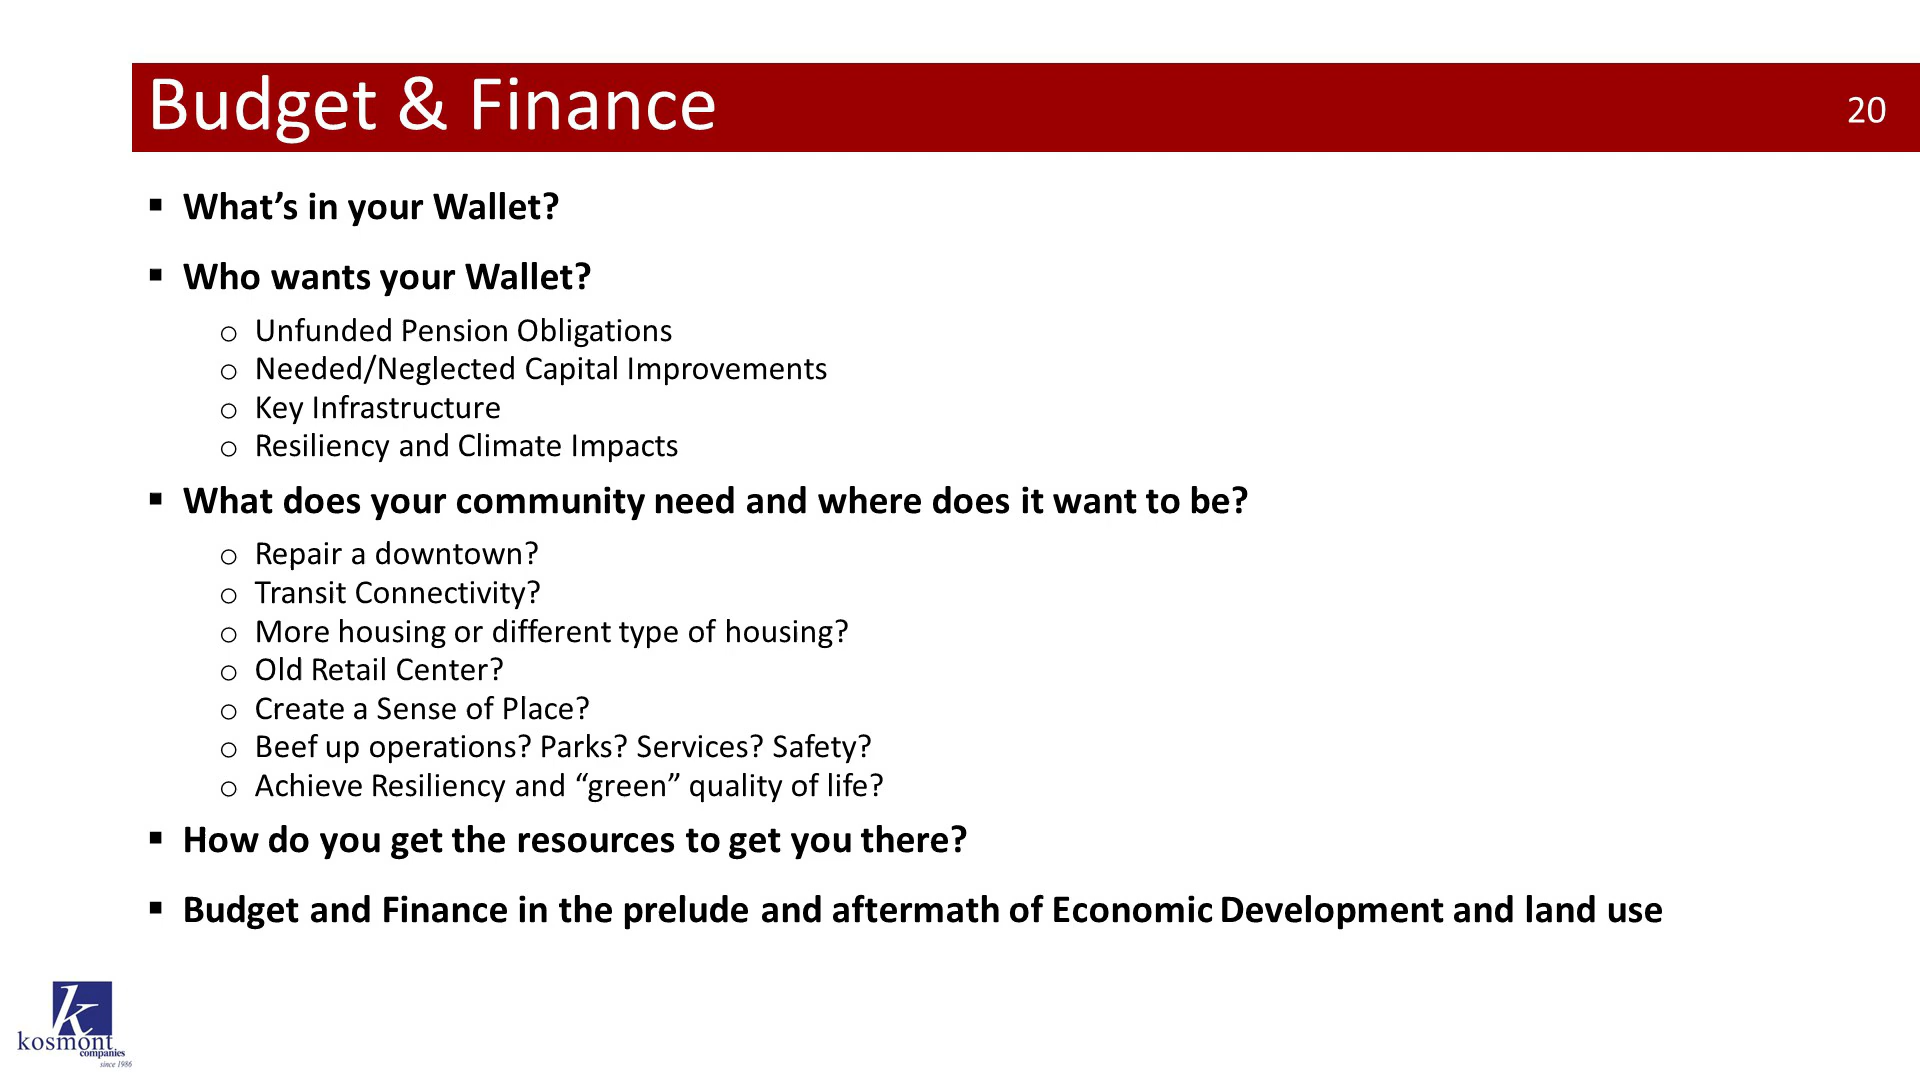 Budget & Finance
20
▪ What’s in your Wallet?
▪ Who wants your Wallet?
o Unfunded Pension Obligations
o Needed/Neglected Capital Improvements
o Key Infrastructure
o Resiliency and Climate Impacts
▪ What does your community need and where does it want to be?
o Repair a downtown?
o Transit Connectivity?
o More housing or different type of housing?
o Old Retail Center?
o Create a Sense of Place?
o Beef up operations? Parks? Services? Safety?
o Achieve Resiliency and “green” quality of life?
▪ How do you get the resources to get you there?
▪ Budget and Finance in the prelude and aftermath of Economic Development and land use
k
kosmont
companies
since 1986